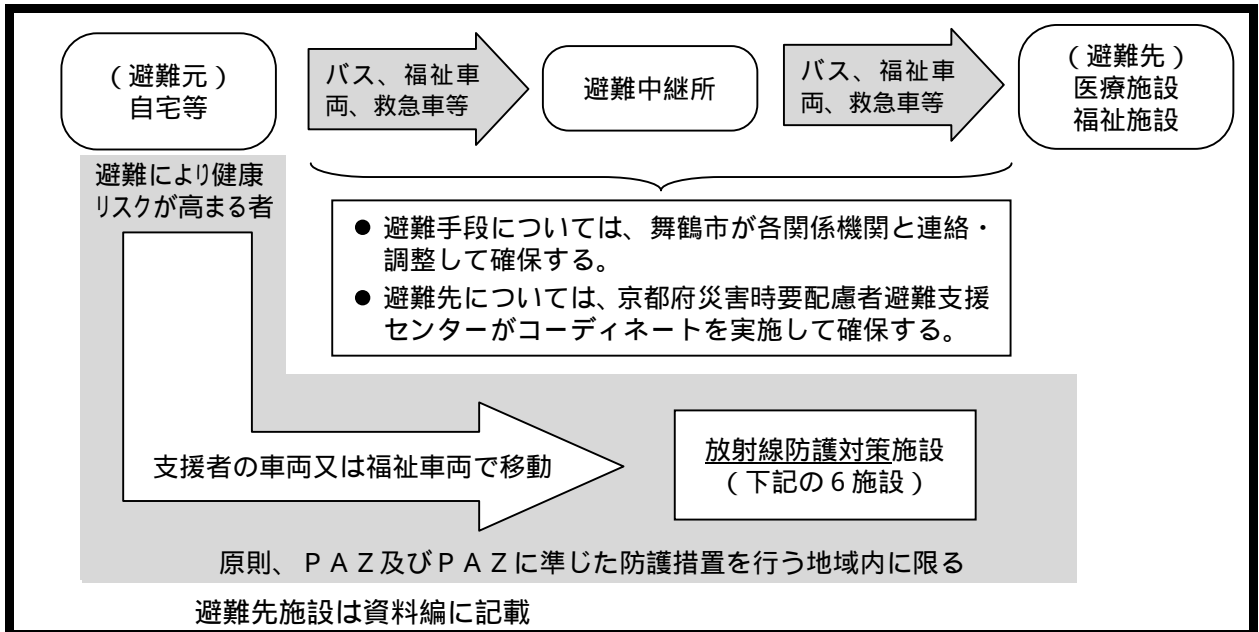 （避難元）
自宅等
バス、福祉車
両、救急車等
避難中継所
バス、福祉車
両、救急車等
（避難先）
医療施設
福祉施設
避難により健康
リスクが高まる者
● 避難手段については、舞鶴市が各関係機関と連絡・
調整して確保する。
● 避難先については、京都府災害時要配慮者避難支援
センターがコーディネートを実施して確保する。
支援者の車両又は福祉車両で移動
放射線防護対策施設
（下記の６施設）
原則、ＰＡＺ及びＰＡＺに準じた防護措置を行う地域内に限る
避難先施設は資料編に記載